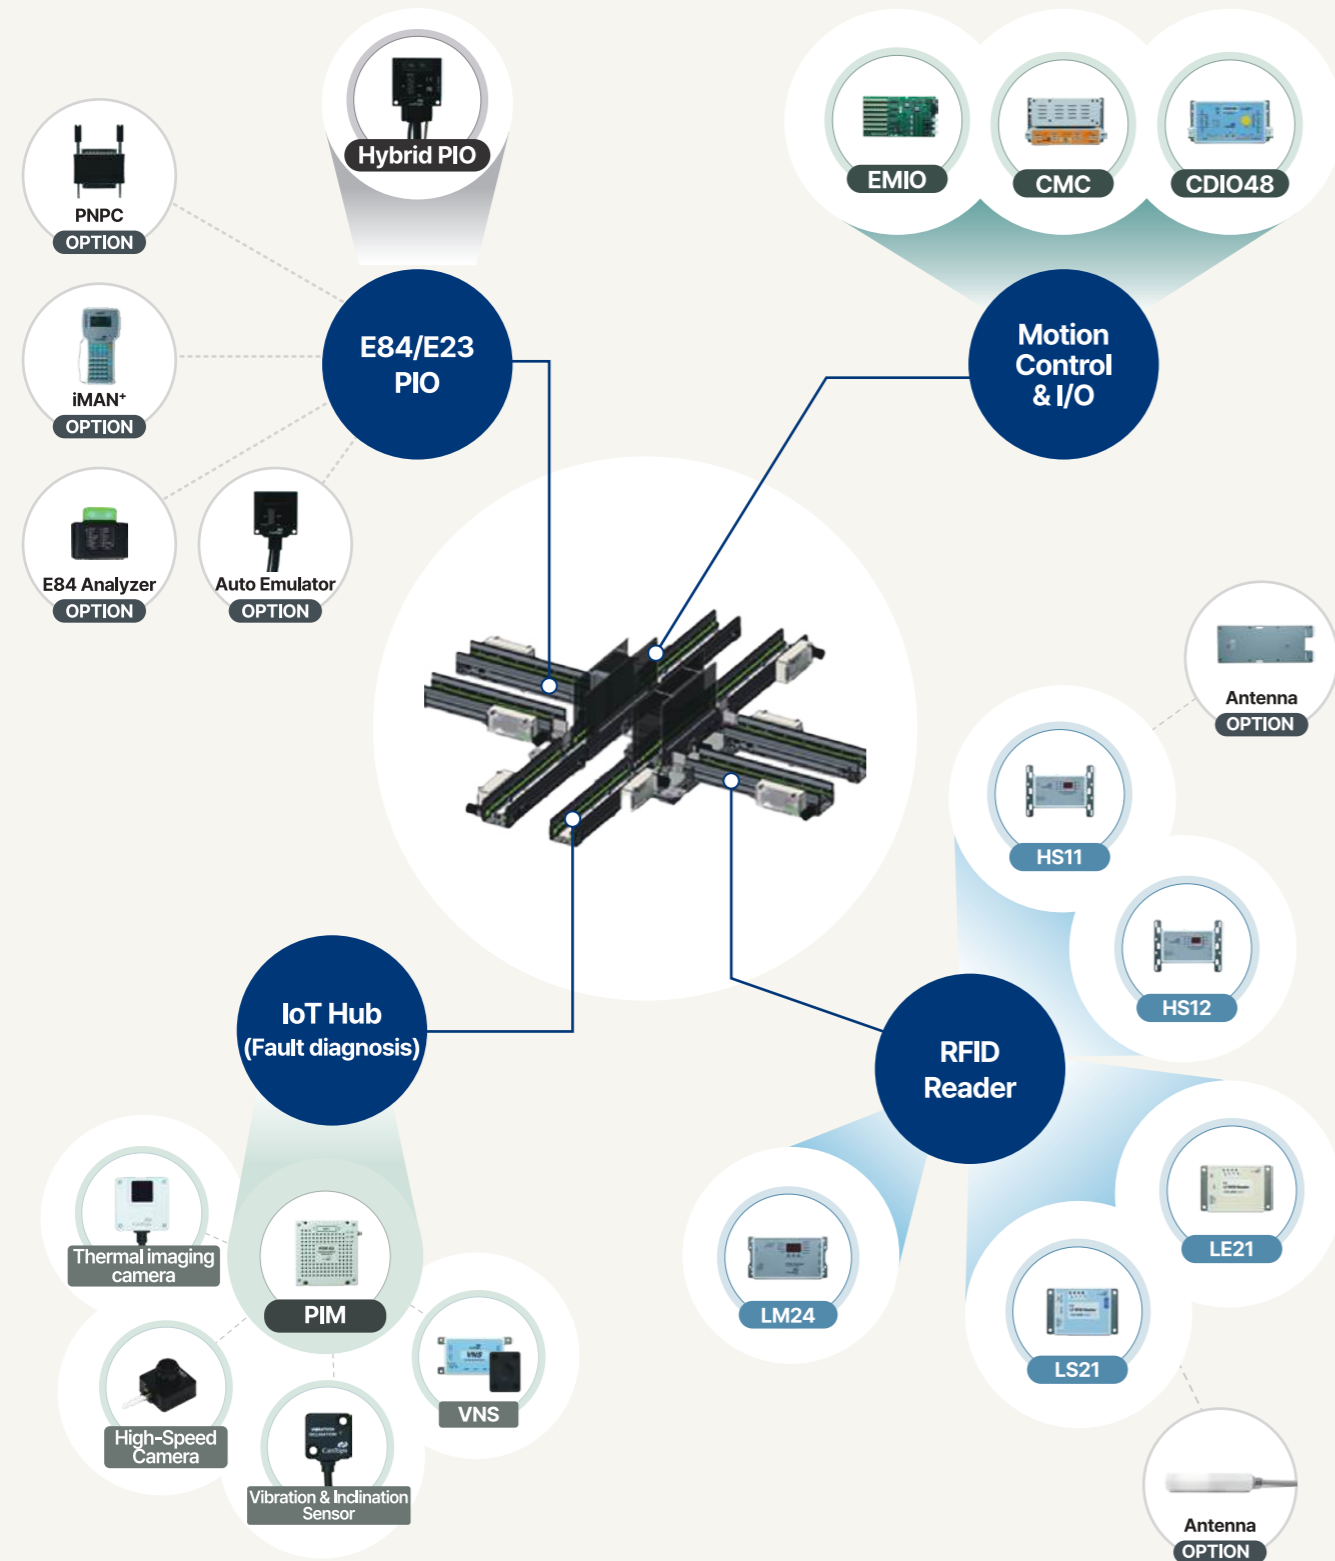 Hybrid PIO
EMIO
CMC
CDIO48
PNPC
OPTION
iMAN+
OPTION
E84 Analyzer
OPTION
Auto Emulator
OPTION
E84/E23
PIO
Motion
Control
& I/O
Antenna
OPTION
HS11
HS12
IoT Hub
(Fault diagnosis)
RFID
Reader
Thermal imaging
camera
PIM
High-Speed
Camera
Vibration & Inclination
Sensor
VNS
VNS
LM24
LE21
LS21
Antenna
OPTION